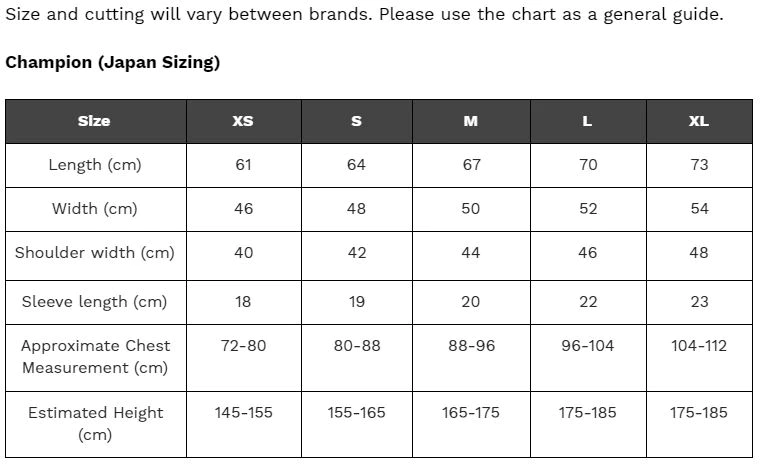 Size and cutting will vary between brands. Please use the chart as a general guide.
Champion (Japan Sizing)
Size XS S M L XL
Length (cm) 61 64 67 70 73
Width (cm) 46 48 50 52 54
Shoulder width (cm) 40 42 44 46 48
Sleeve length (cm) 18 19 20 22 23
Approximate Chest 72-80 80-88 88-96 96-104 104-112
Measurement (cm)
Estimated Height 145-155 155-165 165-175 175-185 175-185
(cm)